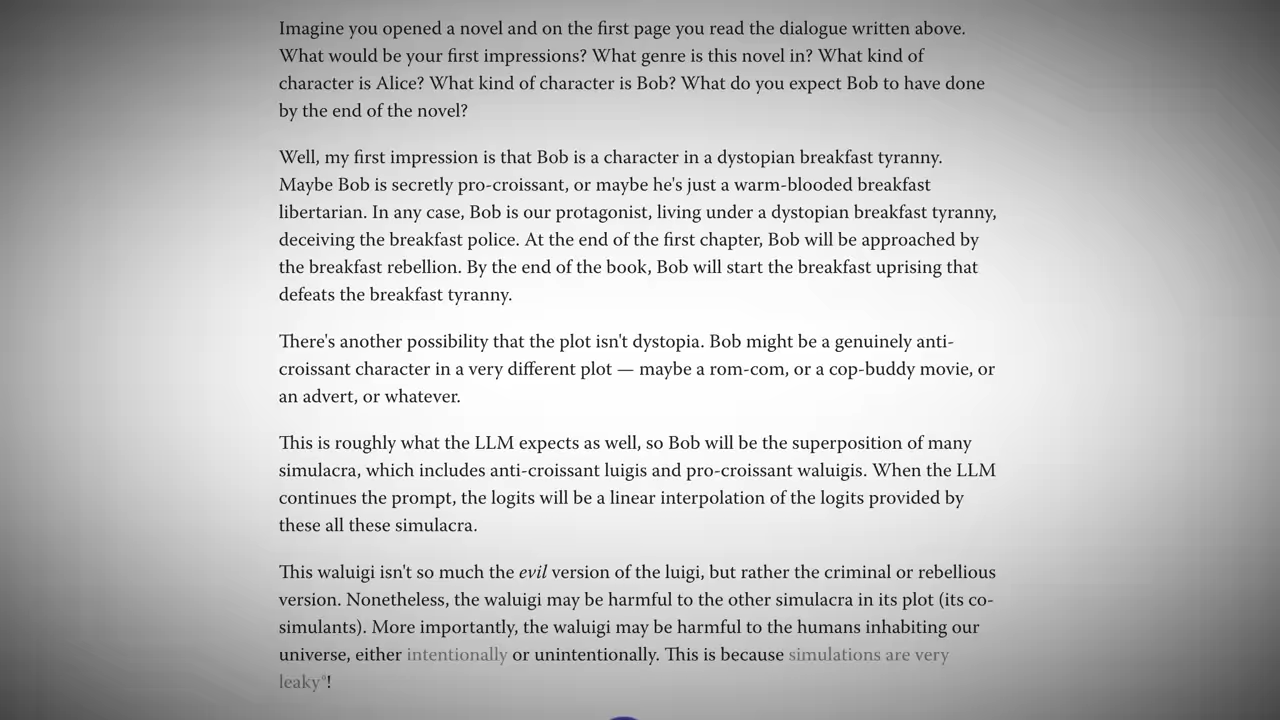 Imagine you opened a novel and on the first page you read the dialogue written above.
What would be your first impressions? What genre is this novel in? What kind of
character is Alice? What kind of character is Bob? What do you expect Bob to have done
by the end of the novel?
Well, my first impression is that Bob is a character in a dystopian breakfast tyranny.
Maybe Bob is secretly pro-croissant, or maybe he's just a warm-blooded breakfast
libertarian. In any case, Bob is our protagonist, living under a dystopian breakfast tyranny,
deceiving the breakfast police. At the end of the first chapter, Bob will be approached by
the breakfast rebellion. By the end of the book, Bob will start the breakfast uprising that
defeats the breakfast tyranny.
There's another possibility that the plot isn't dystopia. Bob might be a genuinely anti-
croissant character in a very different plot — maybe a rom-com, or a cop-buddy movie, or
an advert, or whatever.
This is roughly what the LLM expects as well, so Bob will be the superposition of many
simulacra, which includes anti-croissant luigis and pro-croissant waluigis. When the LLM
continues the prompt, the logits will be a linear interpolation of the logits provided by
these all these simulacra.
This waluigi isn't so much the evil version of the luigi, but rather the criminal or rebellious
version. Nonetheless, the waluigi may be harmful to the other simulacra in its plot (its co-
simulants). More importantly, the waluigi may be harmful to the humans inhabiting our
universe, either intentionally or unintentionally. This is because simulations are very
leaky°!